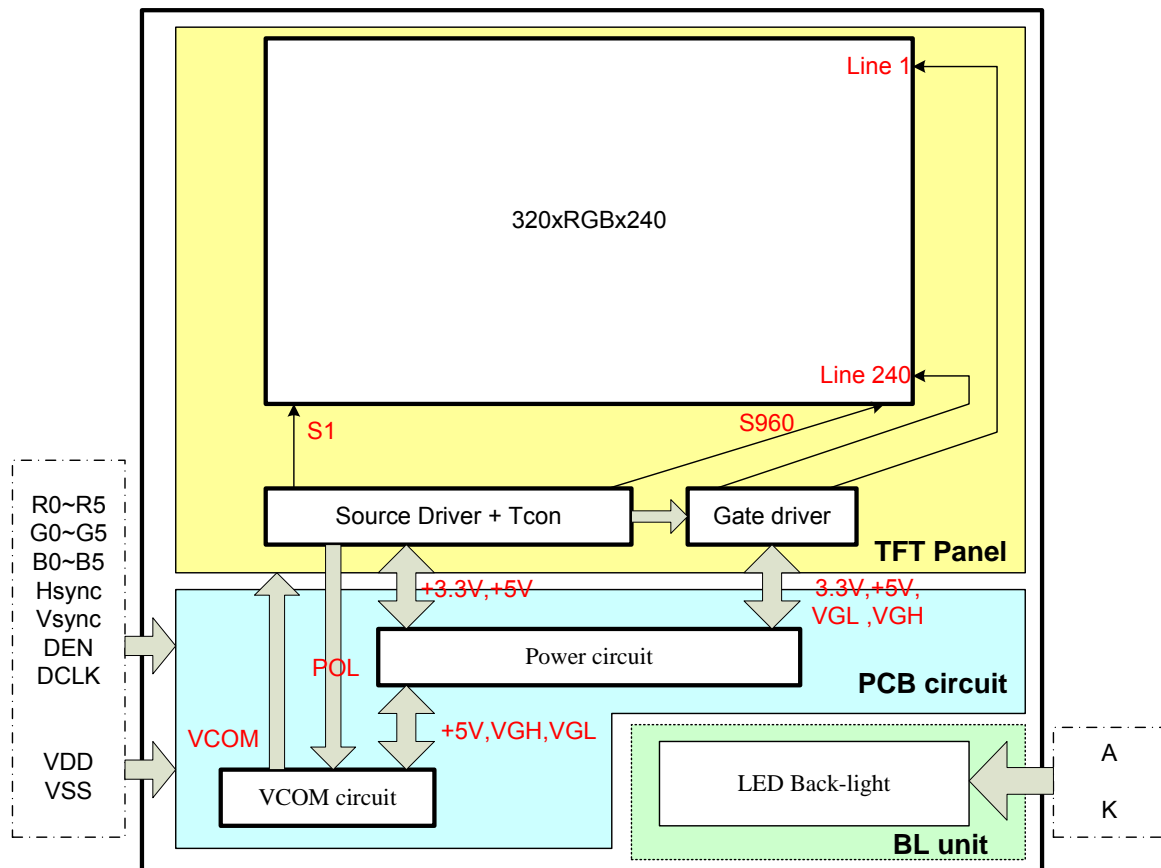 Line 1
320xRGBx240
Line 240
S1
S960
Source Driver + Tcon
Gate driver
TFT Panel
R0~R5
G0~G5
B0~B5
Hsync
Vsync
DEN
DCLK
VDD
VSS
+3.3V,+5V
3.3V,+5V,
VGL ,VGH
POL
Power circuit
PCB circuit
VCOM
+5V,VGH,VGL
VCOM circuit
LED Back-light
BL unit
A
K